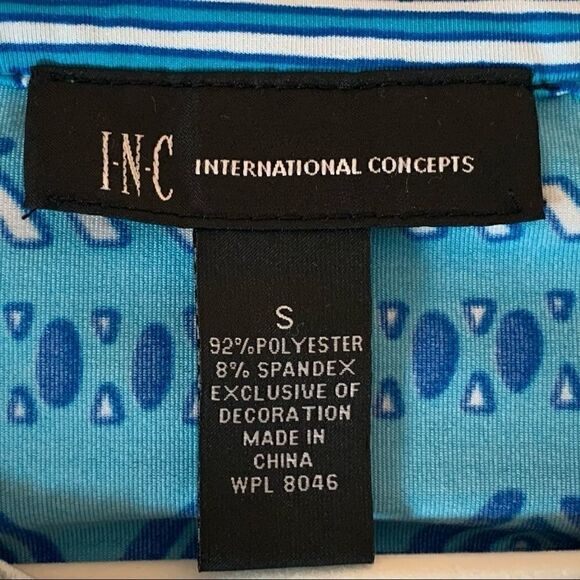 I·N·C INTERNATIONAL CONCEPTS
S
92%POLYESTER
8% SPANDEX
EXCLUSIVE OF
DECORATION
MADE IN
CHINA
WPL 8046